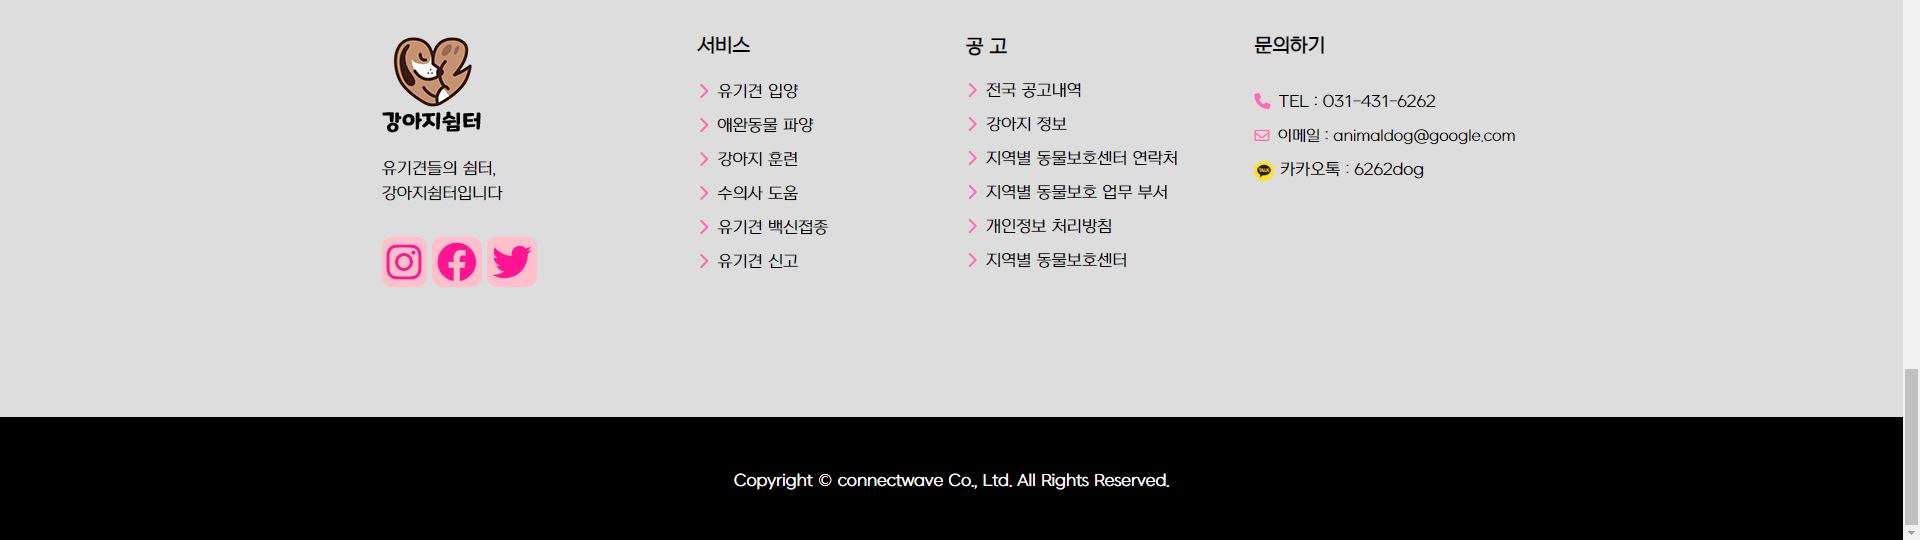 강아지쉼터
유기견들의 쉼터,
강아지쉼터입니다
서비스
유기견 입양
애완동물 파양
강아지 훈련
수의사 도움
유기견 백신접종
유기견 신고
공 고
전국 공고내역
강아지 정보
지역별 동물보호센터 연락처
지역별 동물보호 업무 부서
개인정보 처리방침
지역별 동물보호센터
문의하기
TEL : 031-431-6262
이메일 : animaldog@google.com
TALK
카카오톡 : 6262dog
Copyright © connectwave Co., Ltd. All Rights Reserved.